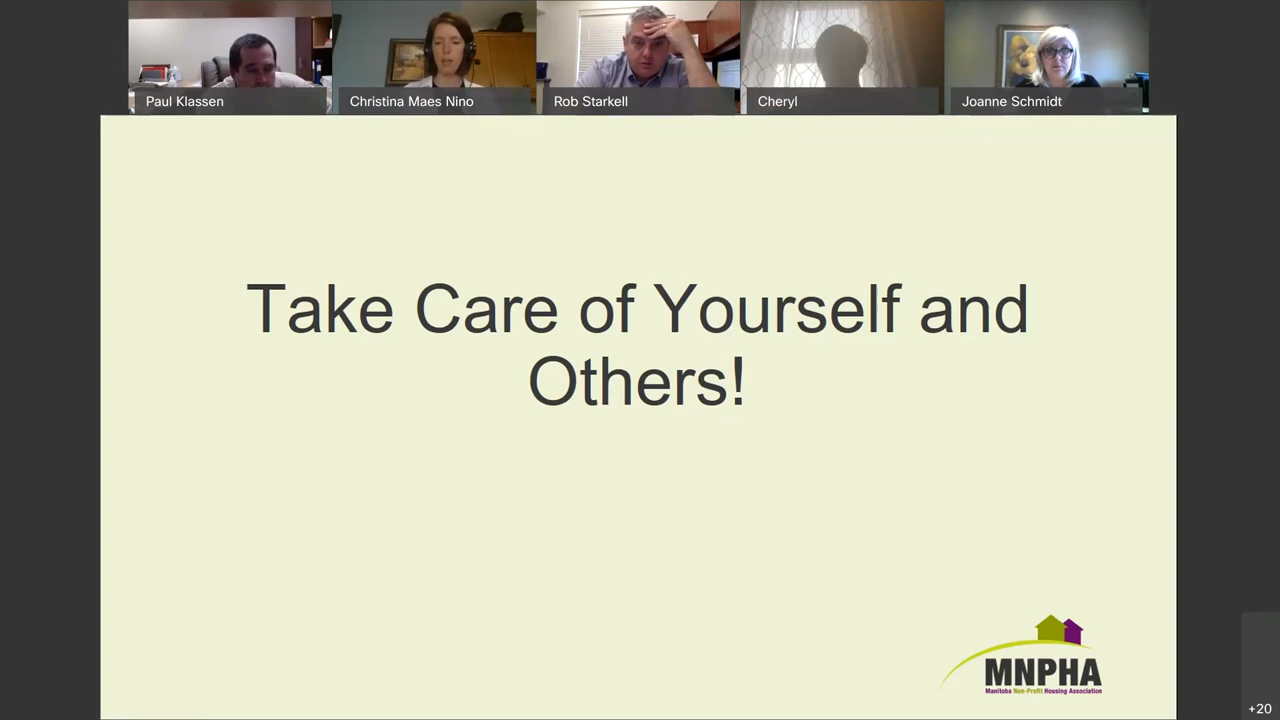 Paul Klassen
Christina Maes Nino
Rob Starkell
Cheryl
Joanne Schmidt
Take Care of Yourself and
Others!
MNPHA
Manitoba Non-Profit Housing Association
+20